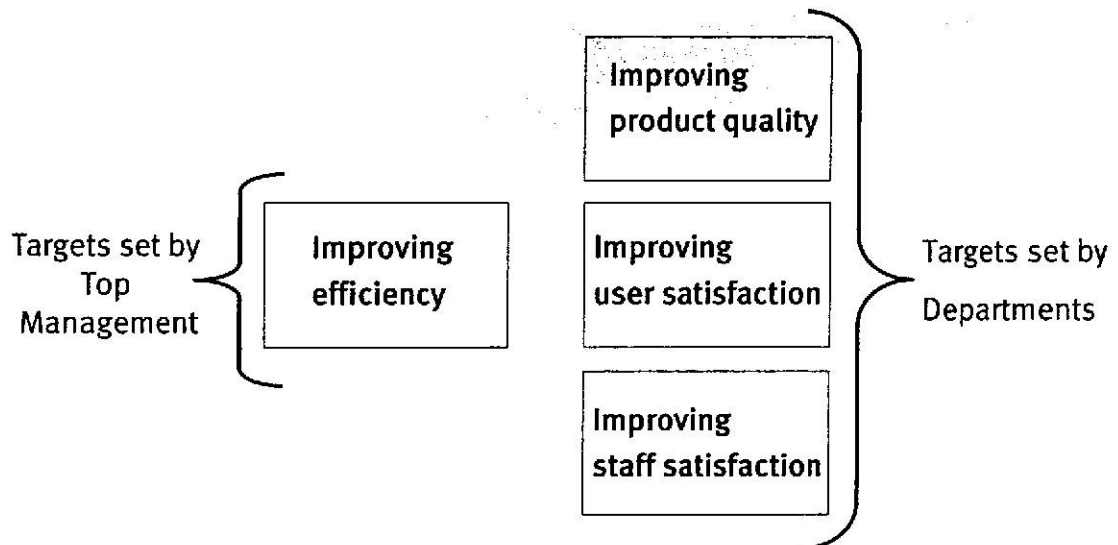 Targets set by
Top
Management
Improving
efficiency
Improving
product quality
Improving
user satisfaction
Improving
staff satisfaction
Targets set by
Departments